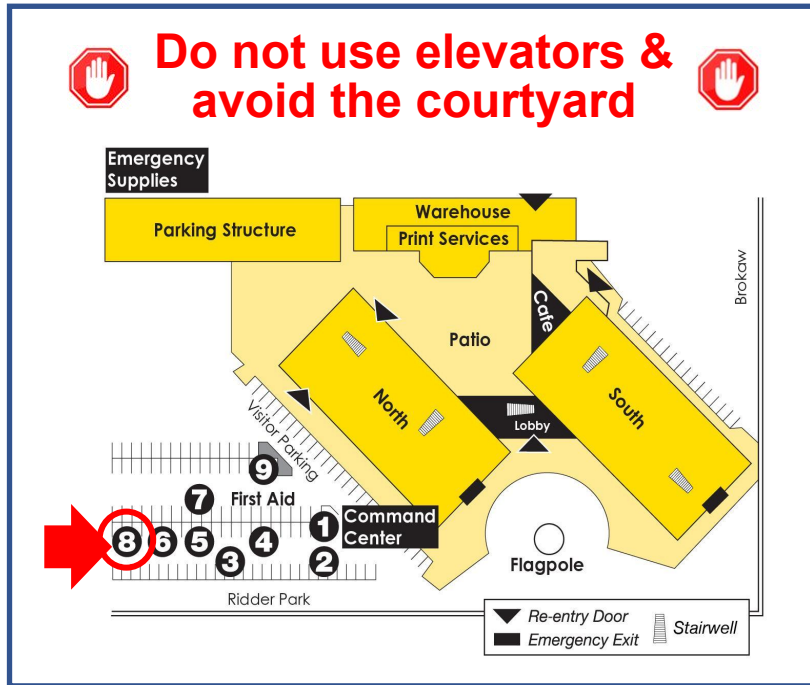 Do not use elevators &
avoid the courtyard
Emergency
Supplies
Parking Structure
Warehouse
Print Services
Brokaw
Cafe
Patio
North
South
Lobby
Visitor Parking
9
7
First Aid
8
6
5
4
3
1
2
Command
Center
Flagpole
Ridder Park
Re-entry Door
Emergency Exit
Stairwell